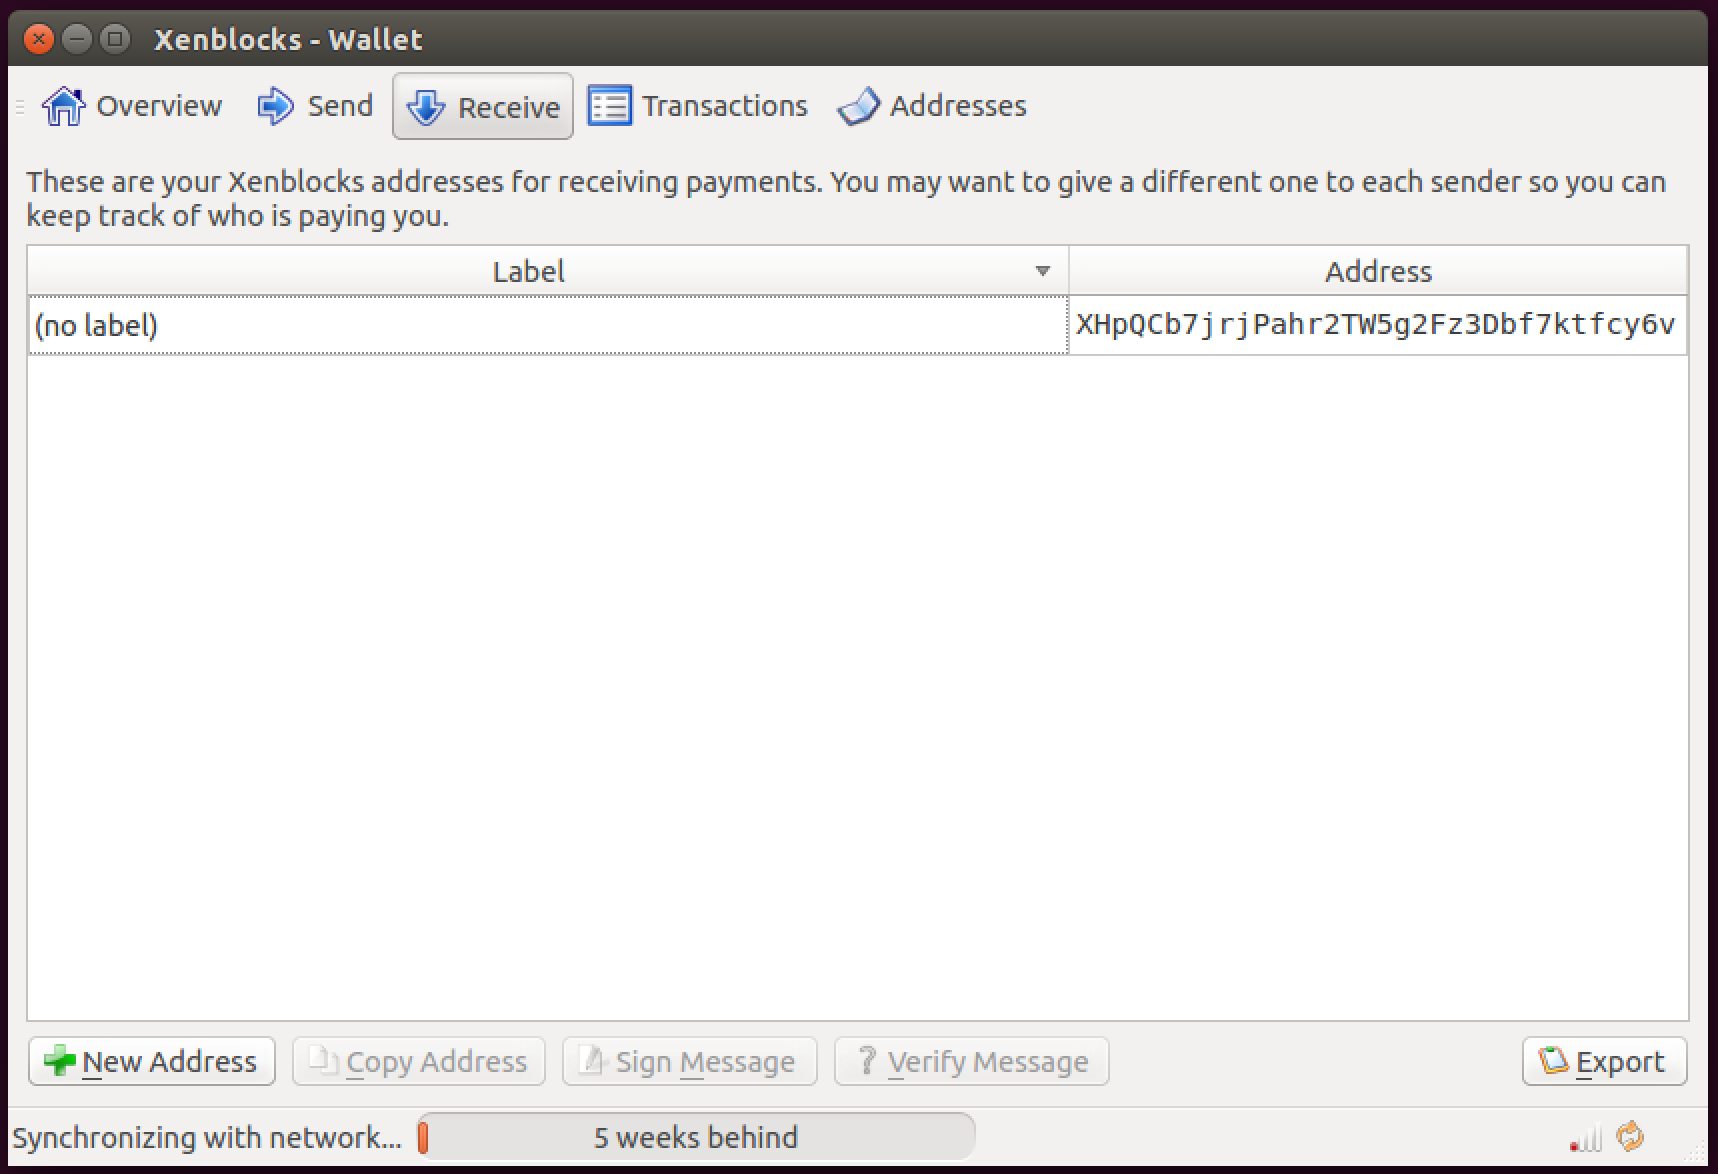 Xenblocks - Wallet
Overview Send Receive Transactions Addresses
These are your Xenblocks addresses for receiving payments. You may want to give a different one to each sender so you can
keep track of who is paying you.
Label Address
(no label) XHpQCb7jrjPahr2TW5g2Fz3Dbf7ktfcy6v
New Address Copy Address Sign Message ? Verify Message Export
Synchronizing with network... 5 weeks behind